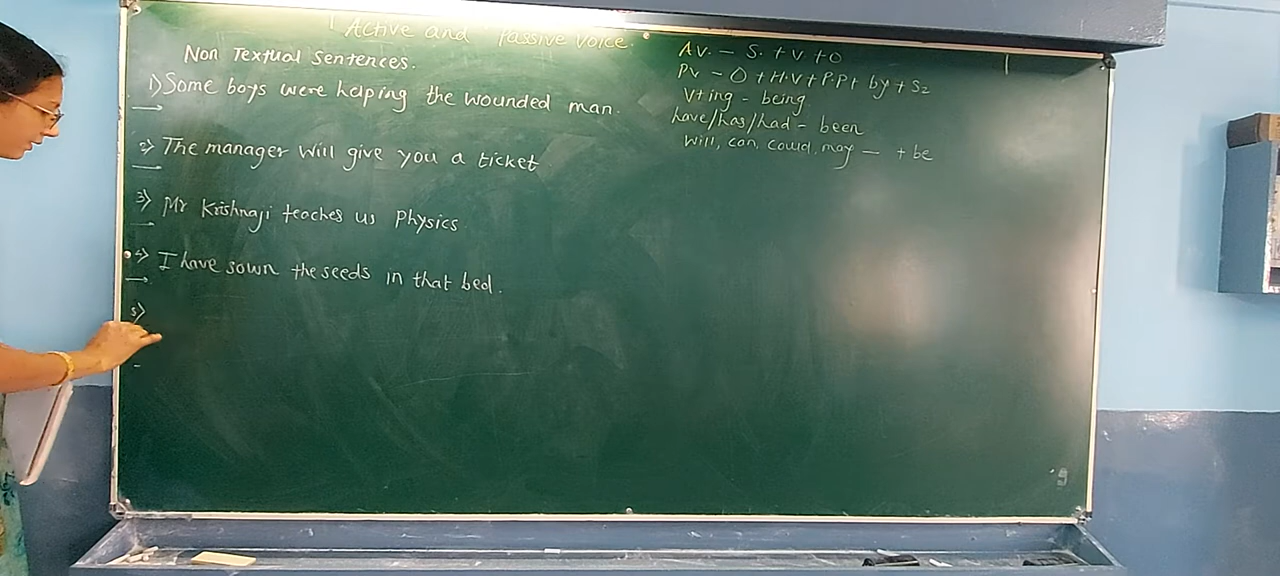 Active and Passive Voice.
Non Textual Sentences.
1) Some boys were helping the wounded man.
→
2) The manager will give you a ticket
3) Mr Krishnaji teaches us Physics
→
4) I have sown the seeds in that bed.
→
5)
A.V. – S. + V + O
P.V – O + H.V + P.P + by + S2
V+ing – being
have/has/had – been
will, can, could, may — + be